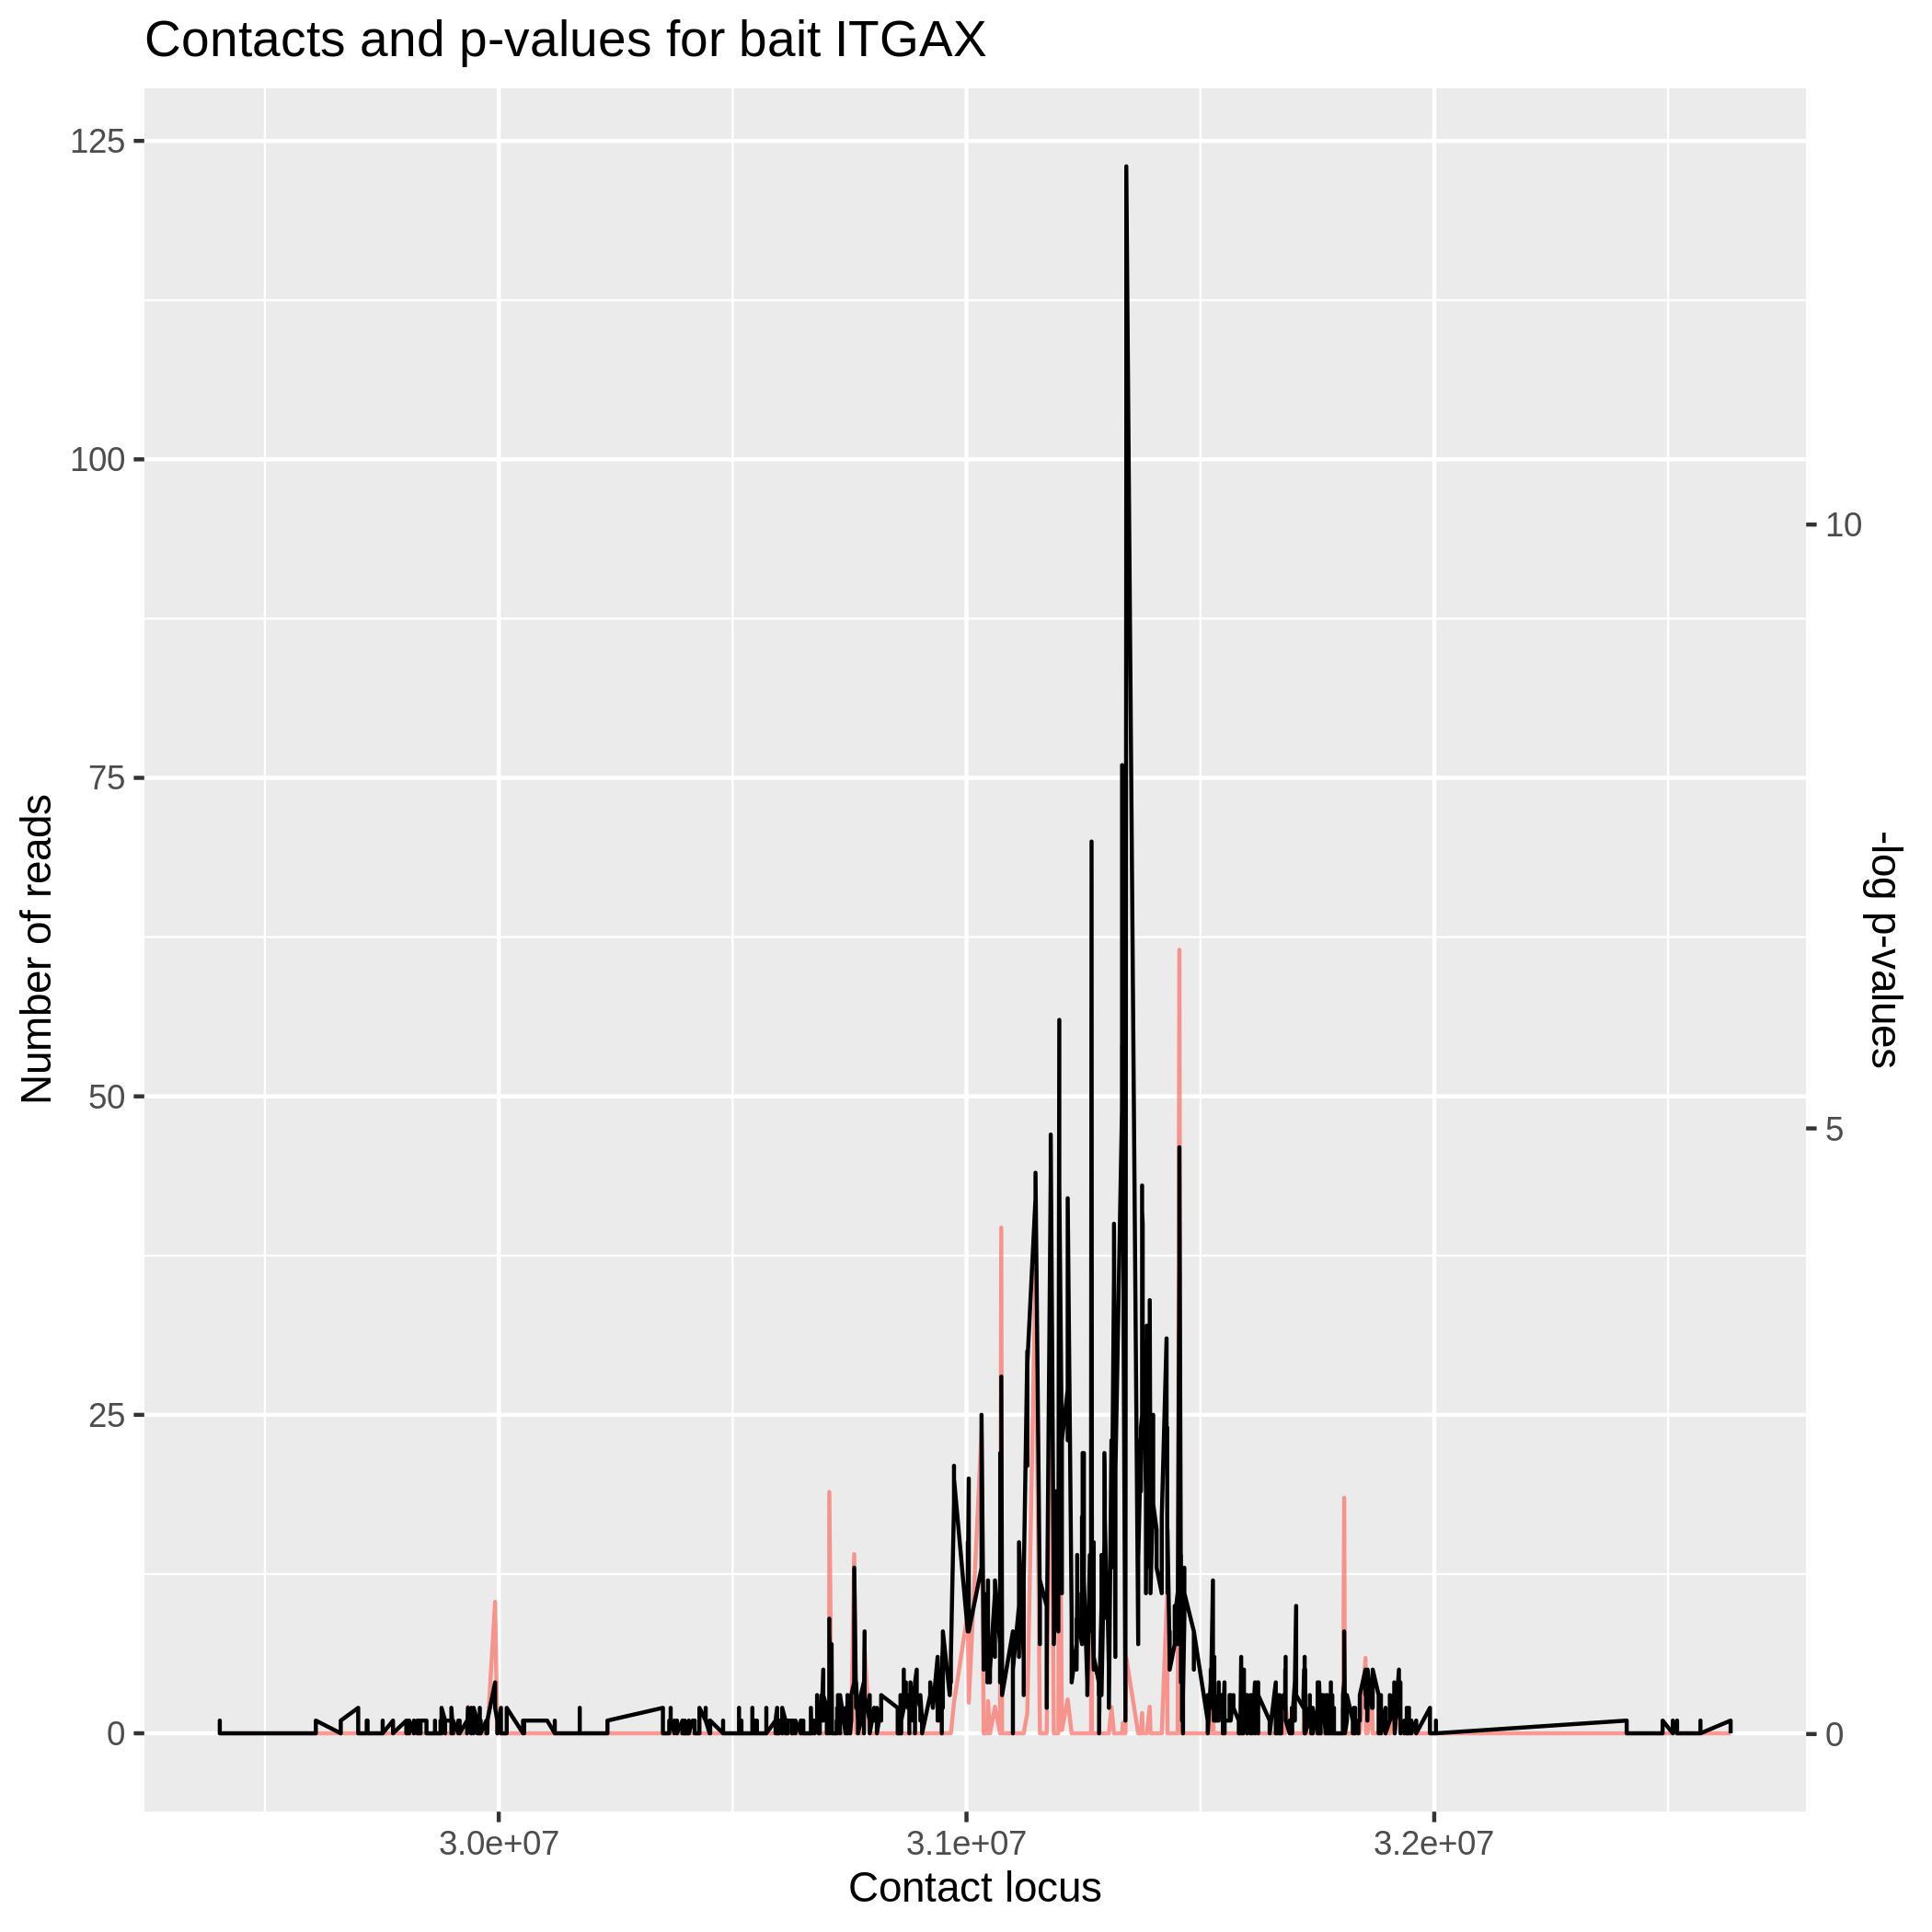 Contacts and p-values for bait ITGAX
125
100
75
50
25
0
Number of reads
10
5
0
-log p-values
3.0e+07
3.1e+07
3.2e+07
Contact locus